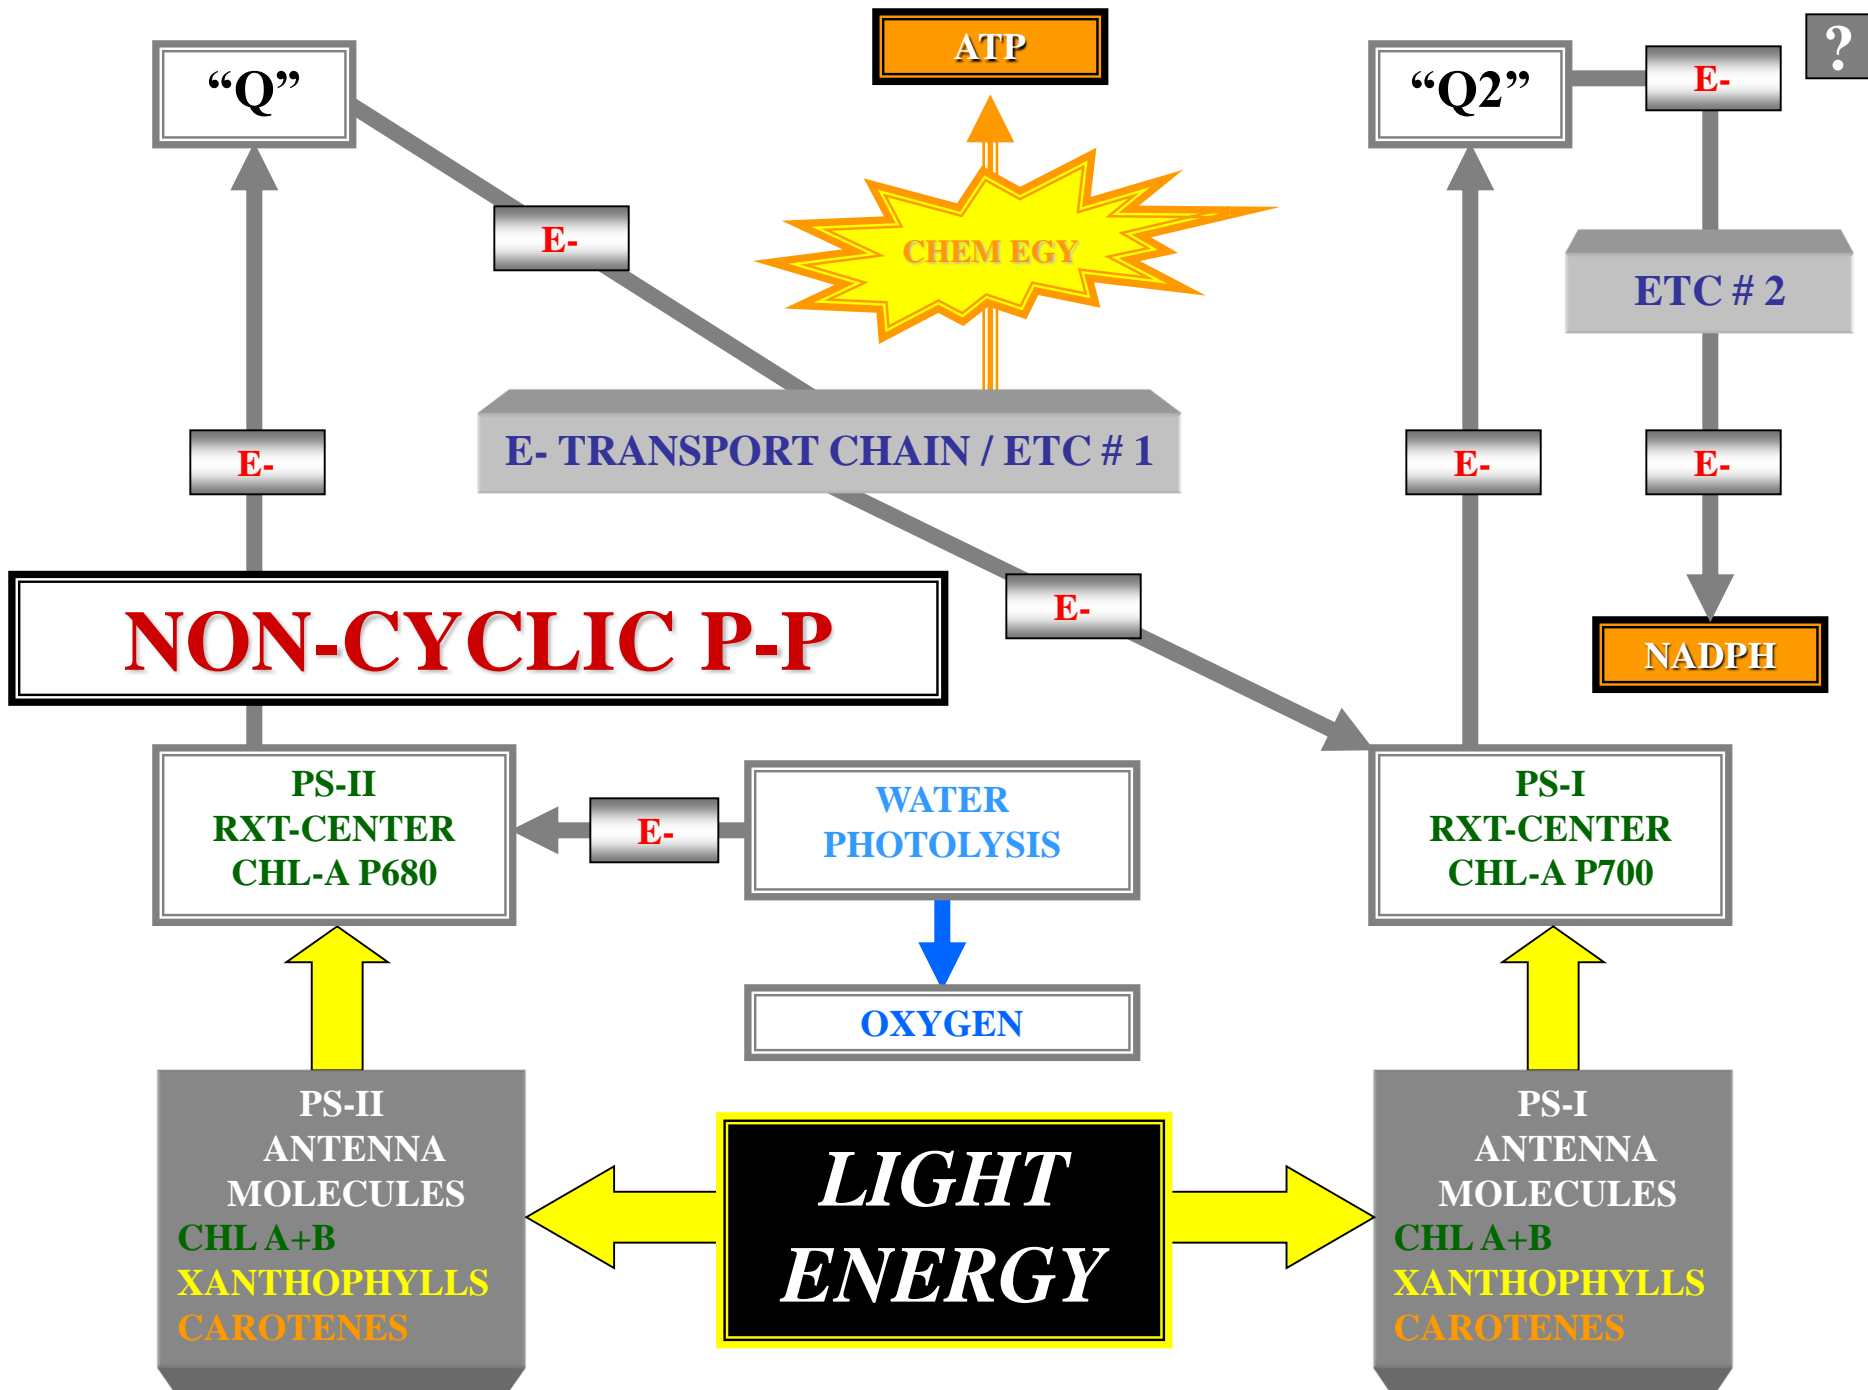 ATP
?
“Q”
“Q2”
E-
E-
CHEM EGY
ETC # 2
E- TRANSPORT CHAIN / ETC # 1
E-
E-
E-
E-
NON-CYCLIC P-P
NADPH
PS-II
RXT-CENTER
CHL-A P680
E-
WATER
PHOTOLYSIS
PS-I
RXT-CENTER
CHL-A P700
OXYGEN
PS-II
ANTENNA
MOLECULES
CHL A+B
XANTHOPHYLLS
CAROTENES
LIGHT
ENERGY
PS-I
ANTENNA
MOLECULES
CHL A+B
XANTHOPHYLLS
CAROTENES